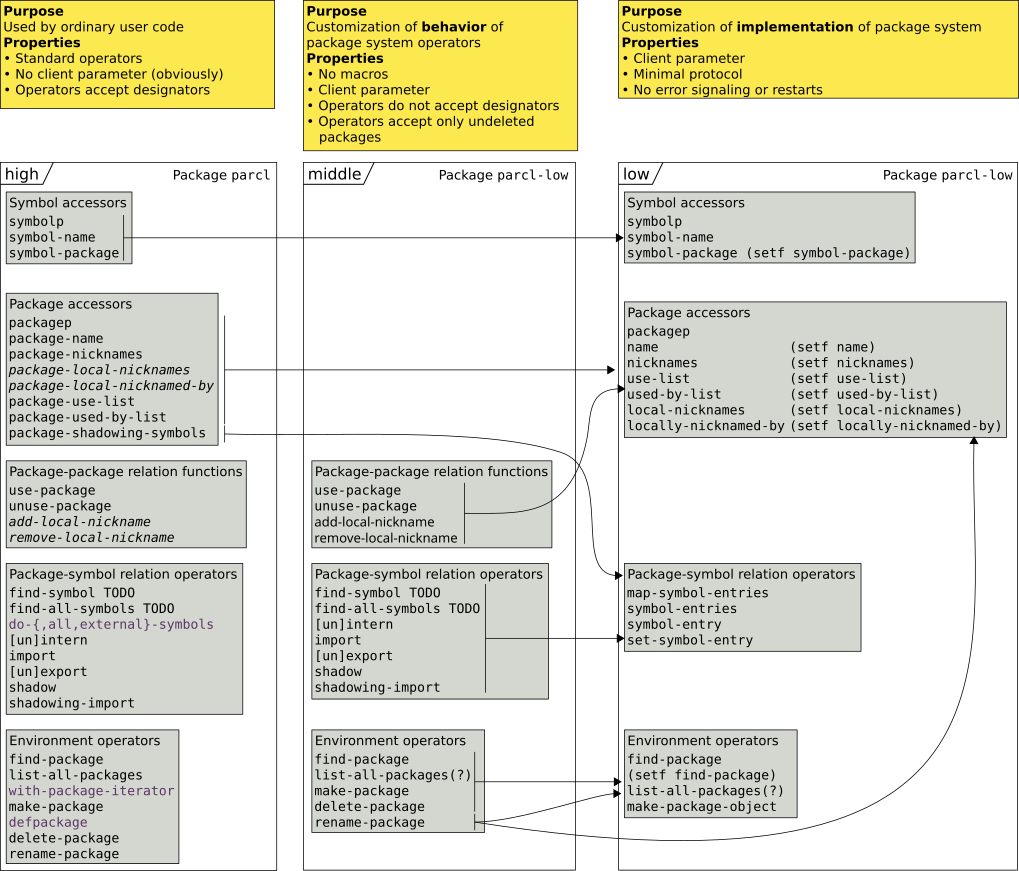 Purpose
Used by ordinary user code
Properties
• Standard operators
• No client parameter (obviously)
• Operators accept designators
Purpose
Customization of behavior of
package system operators
Properties
• No macros
• Client parameter
• Operators do not accept designators
• Operators accept only undeleted
packages
Purpose
Customization of implementation of package system
Properties
• Client parameter
• Minimal protocol
• No error signaling or restarts
high
Package parcl
Symbol accessors
symbolp
symbol-name
symbol-package
Package accessors
packagep
package-name
package-nicknames
package-local-nicknames
package-local-nicknamed-by
package-use-list
package-used-by-list
package-shadowing-symbols
Package-package relation functions
use-package
unuse-package
add-local-nickname
remove-local-nickname
Package-symbol relation operators
find-symbol TODO
find-all-symbols TODO
do-{,all,external}-symbols
[un]intern
import
[un]export
shadow
shadowing-import
Environment operators
find-package
list-all-packages
with-package-iterator
make-package
defpackage
delete-package
rename-package
middle
Package parcl-low
Package-package relation functions
use-package
unuse-package
add-local-nickname
remove-local-nickname
Package-symbol relation operators
find-symbol TODO
find-all-symbols TODO
[un]intern
import
[un]export
shadow
shadowing-import
Environment operators
find-package
list-all-packages(?)
make-package
delete-package
rename-package
low
Package parcl-low
Symbol accessors
symbolp
symbol-name
symbol-package (setf symbol-package)
Package accessors
packagep
name (setf name)
nicknames (setf nicknames)
use-list (setf use-list)
used-by-list (setf used-by-list)
local-nicknames (setf local-nicknames)
locally-nicknamed-by (setf locally-nicknamed-by)
Package-symbol relation operators
map-symbol-entries
symbol-entries
symbol-entry
set-symbol-entry
Environment operators
find-package
(setf find-package)
list-all-packages(?)
make-package-object